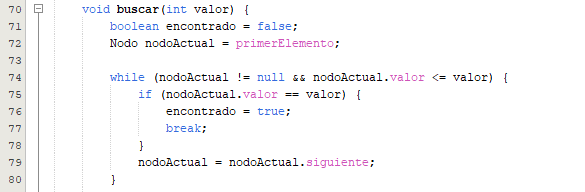 70 void buscar(int valor) {
71 boolean encontrado = false;
72 Nodo nodoActual = primerElemento;
73
74 while (nodoActual != null && nodoActual.valor <= valor) {
75 if (nodoActual.valor == valor) {
76 encontrado = true;
77 break;
78 }
79 nodoActual = nodoActual.siguiente;
80 }